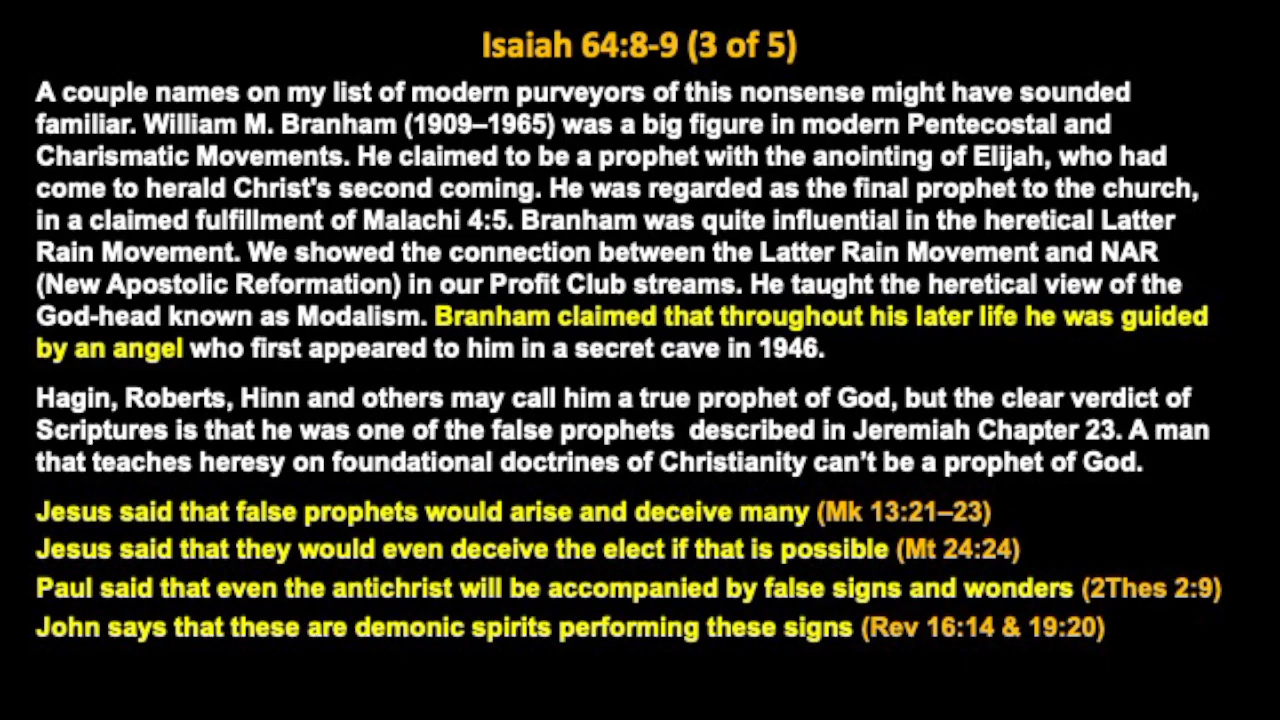 Isaiah 64:8-9 (3 of 5)
A couple names on my list of modern purveyors of this nonsense might have sounded
familiar. William M. Branham (1909–1965) was a big figure in modern Pentecostal and
Charismatic Movements. He claimed to be a prophet with the anointing of Elijah, who had
come to herald Christ's second coming. He was regarded as the final prophet to the church,
in a claimed fulfillment of Malachi 4:5. Branham was quite influential in the heretical Latter
Rain Movement. We showed the connection between the Latter Rain Movement and NAR
(New Apostolic Reformation) in our Profit Club streams. He taught the heretical view of the
God-head known as Modalism. Branham claimed that throughout his later life he was guided
by an angel who first appeared to him in a secret cave in 1946.
Hagin, Roberts, Hinn and others may call him a true prophet of God, but the clear verdict of
Scriptures is that he was one of the false prophets  described in Jeremiah Chapter 23. A man
that teaches heresy on foundational doctrines of Christianity can’t be a prophet of God.
Jesus said that false prophets would arise and deceive many (Mk 13:21–23)
Jesus said that they would even deceive the elect if that is possible (Mt 24:24)
Paul said that even the antichrist will be accompanied by false signs and wonders (2Thes 2:9)
John says that these are demonic spirits performing these signs (Rev 16:14 & 19:20)